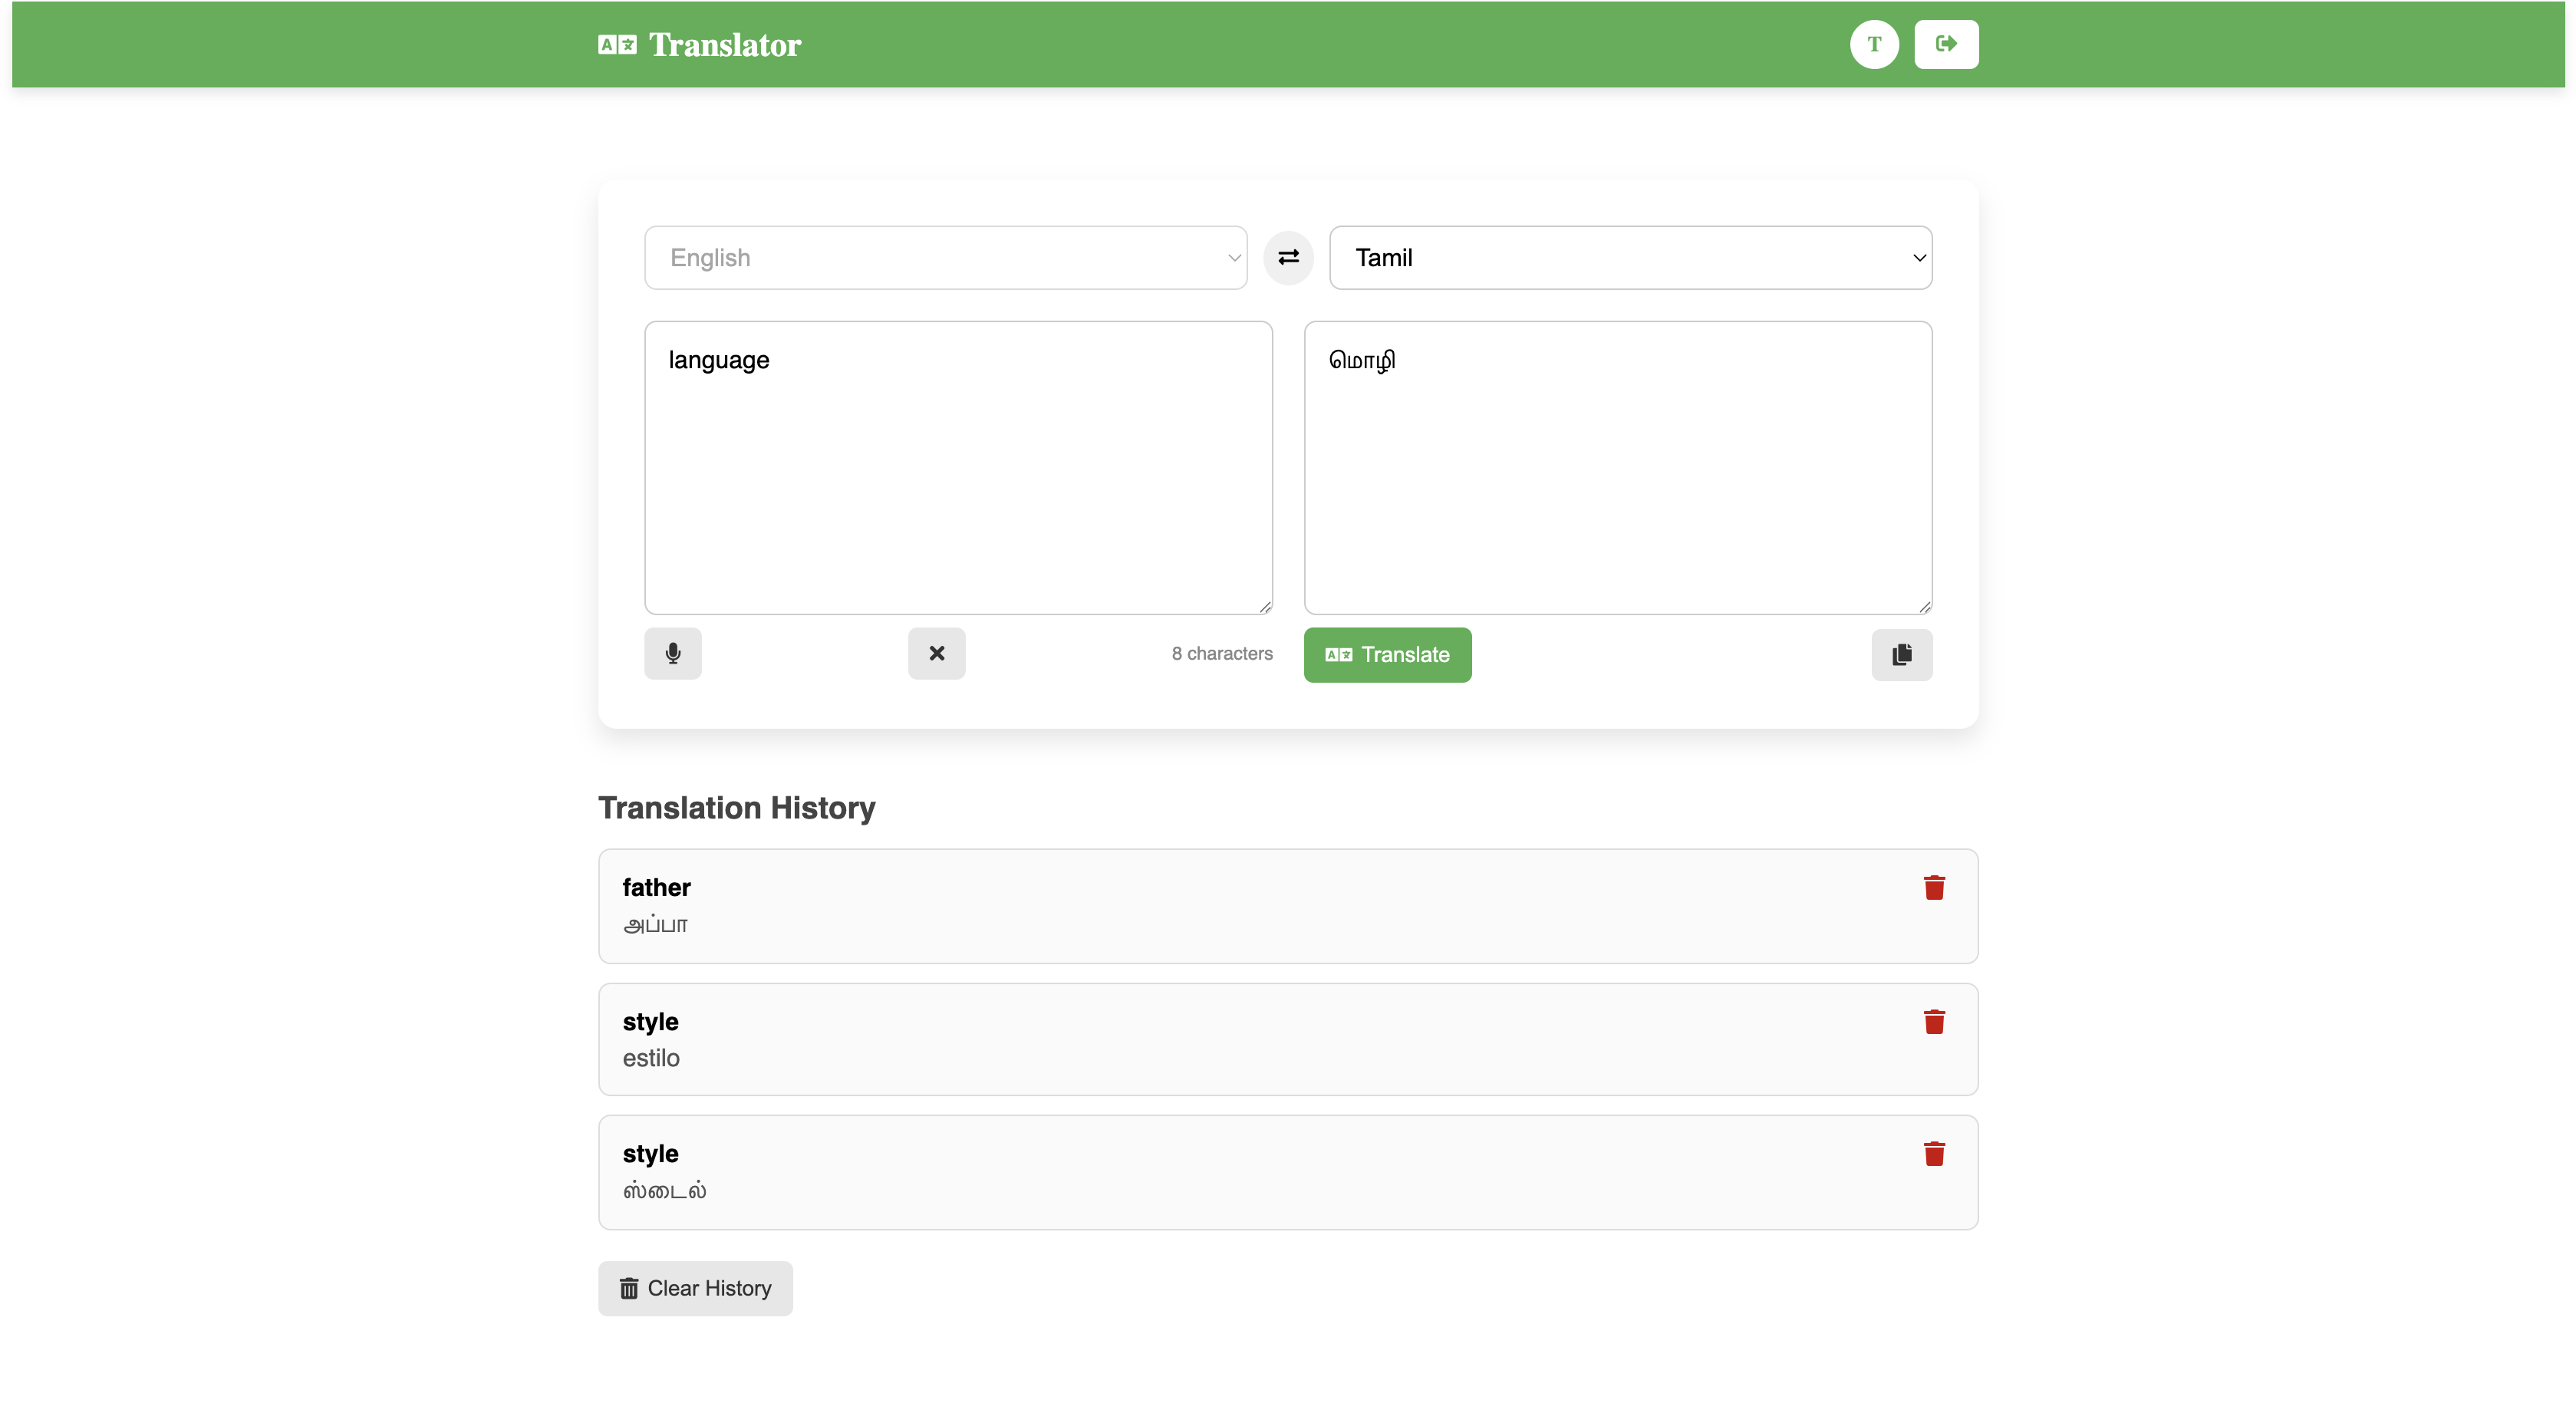 Translator
T
English
Tamil
language
மொழி
8 characters
Translate
Translation History
father
அப்பா
style
estilo
style
ஸ்டைல்
Clear History